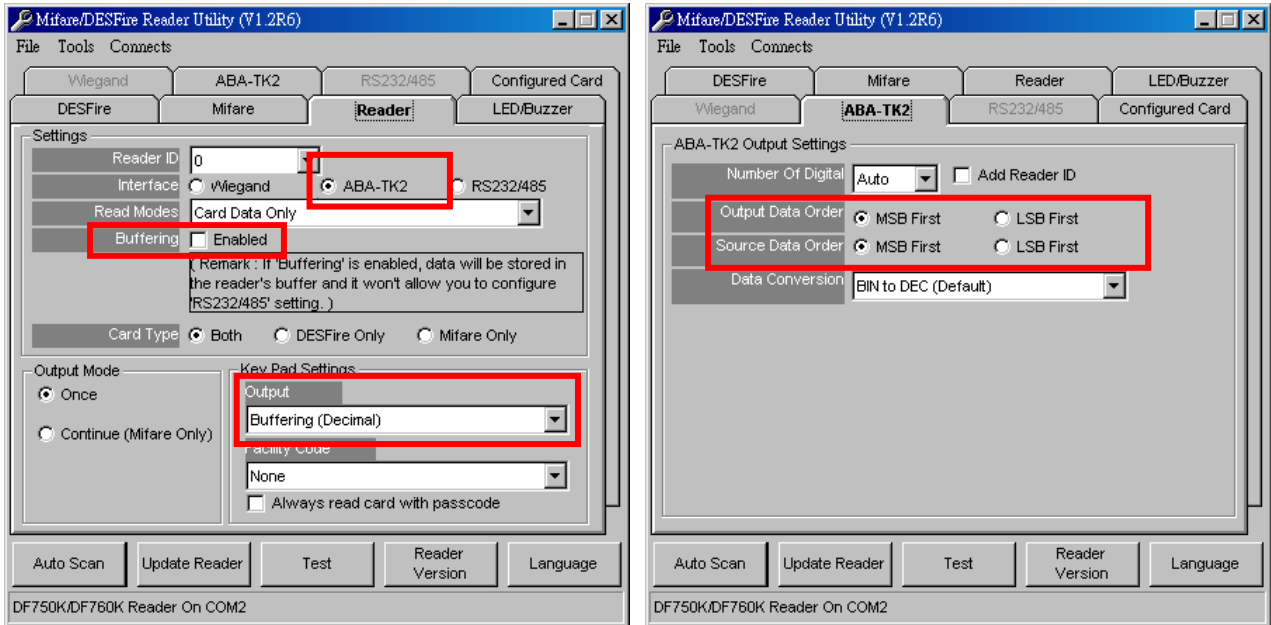 Mifare/DESFire Reader Utility (V1.2R6)
File Tools Connects
Wiegand ABA-TK2 RS232/485 Configured Card
DESFire Mifare Reader LED/Buzzer
Settings
Reader ID 0
Interface Wiegand ABA-TK2 RS232/485
Read Modes Card Data Only
Buffering Enabled
( Remark : If 'Buffering' is enabled, data will be stored in
the reader's buffer and it won't allow you to configure
'RS232/485' setting. )
Card Type Both DESFire Only Mifare Only
Output Mode
Once
Continue (Mifare Only)
Key Pad Settings
Output
Buffering (Decimal)
Facility Code
None
Always read card with passcode
Auto Scan Update Reader Test Reader Version Language
DF750K/DF760K Reader On COM2
Mifare/DESFire Reader Utility (V1.2R6)
File Tools Connects
DESFire Mifare Reader LED/Buzzer
Wiegand ABA-TK2 RS232/485 Configured Card
ABA-TK2 Output Settings
Number Of Digital Auto Add Reader ID
Output Data Order MSB First LSB First
Source Data Order MSB First LSB First
Data Conversion BIN to DEC (Default)
Auto Scan Update Reader Test Reader Version Language
DF750K/DF760K Reader On COM2